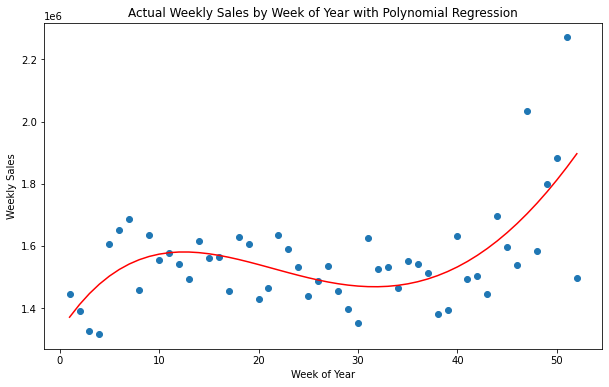 Actual Weekly Sales by Week of Year with Polynomial Regression
1e6
2.2
2.0
1.8
1.6
1.4
Weekly Sales
0 10 20 30 40 50
Week of Year